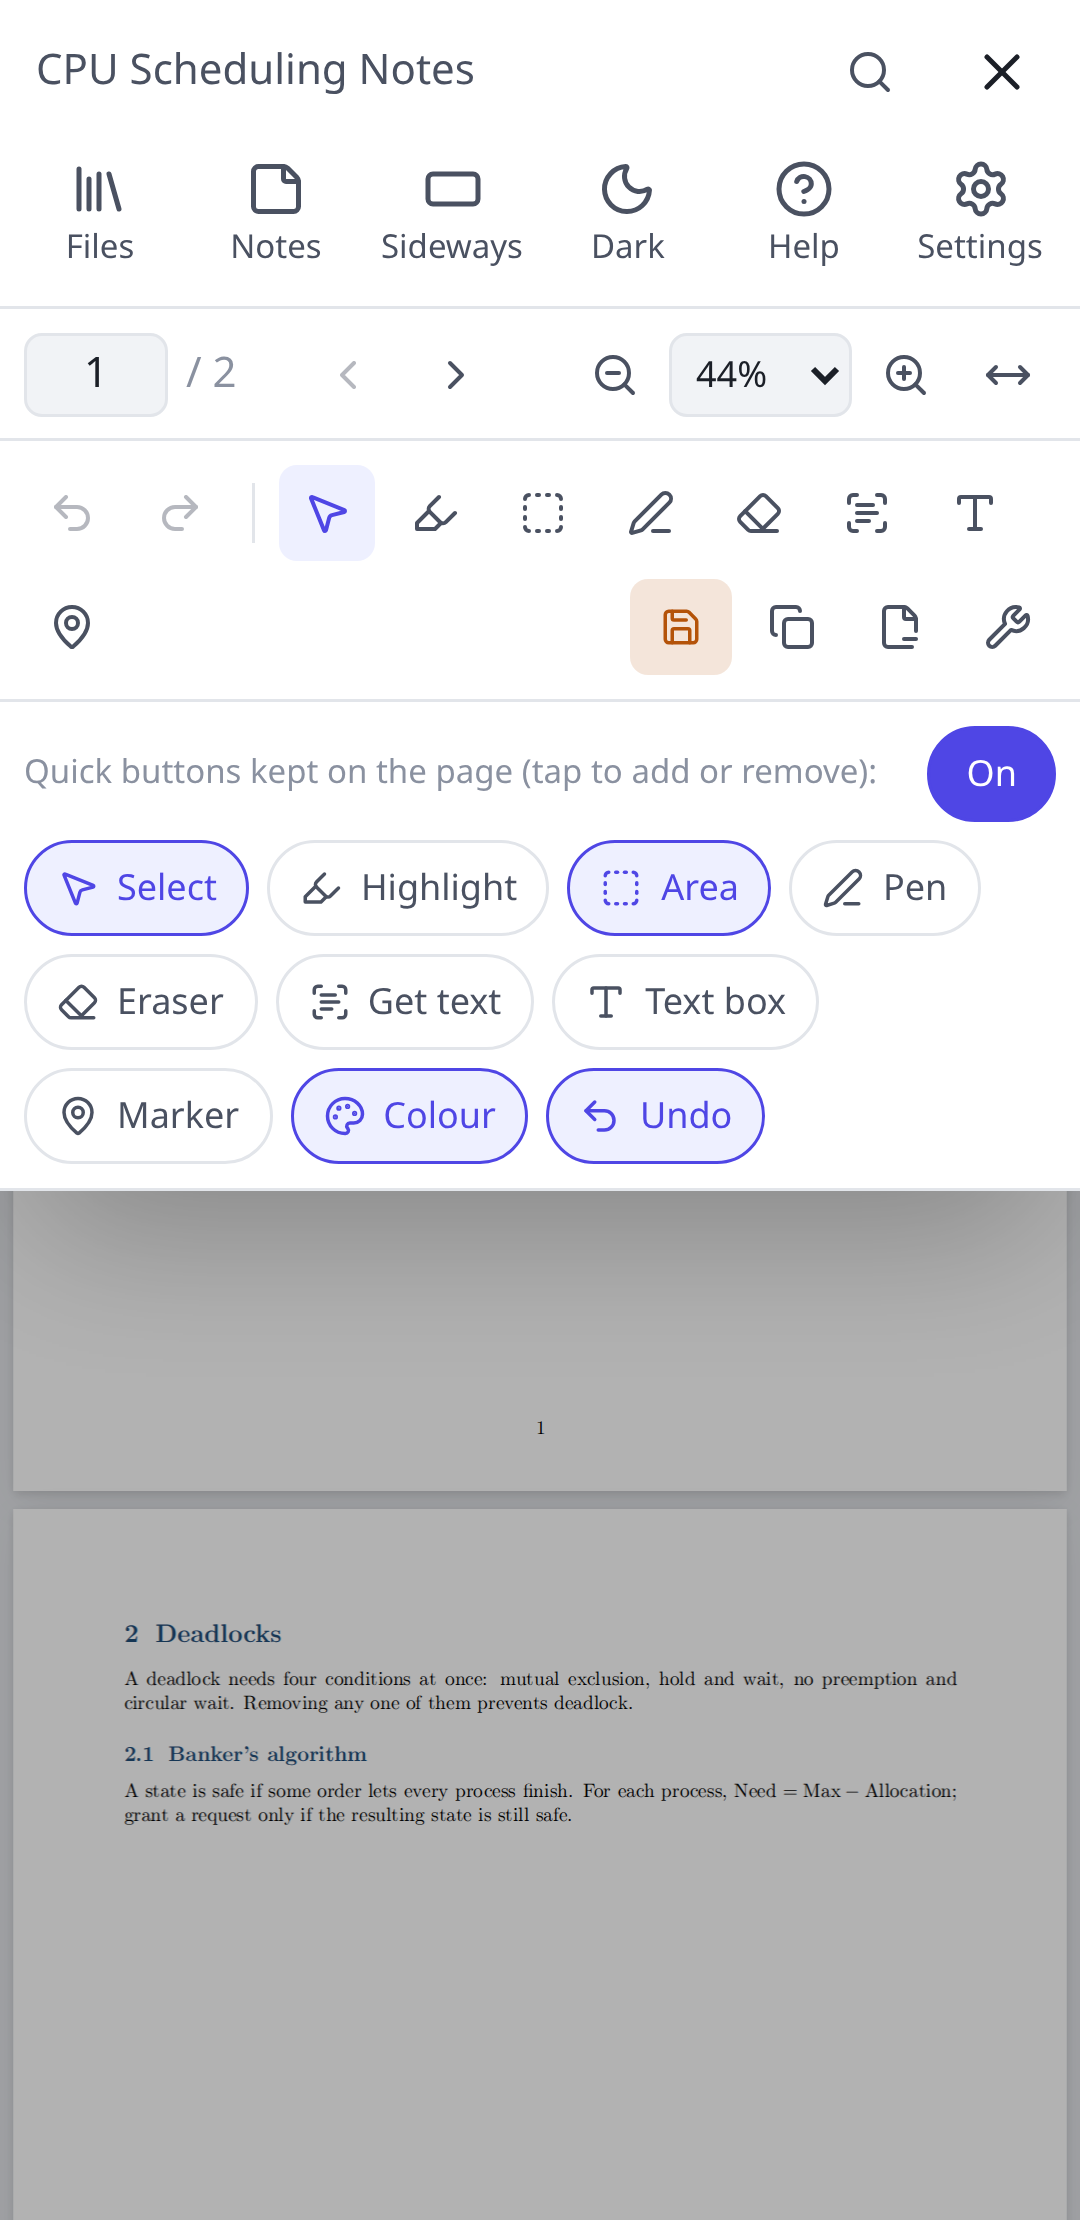 CPU Scheduling Notes
Files Notes Sideways Dark Help Settings
1 / 2 44%
Quick buttons kept on the page (tap to add or remove): On
Select Highlight Area Pen
Eraser Get text Text box
Marker Colour Undo
1
2 Deadlocks
A deadlock needs four conditions at once: mutual exclusion, hold and wait, no preemption and
circular wait. Removing any one of them prevents deadlock.
2.1 Banker's algorithm
A state is safe if some order lets every process finish. For each process, Need = Max − Allocation;
grant a request only if the resulting state is still safe.